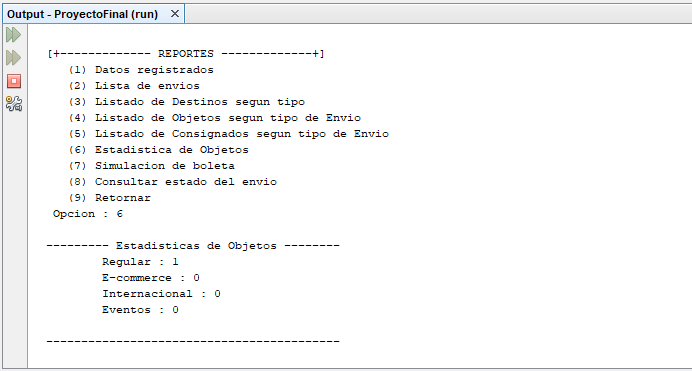 Output - ProyectoFinal (run)
[+------------- REPORTES -------------+]
(1) Datos registrados
(2) Lista de envios
(3) Listado de Destinos segun tipo
(4) Listado de Objetos segun tipo de Envio
(5) Listado de Consignados segun tipo de Envio
(6) Estadistica de Objetos
(7) Simulacion de boleta
(8) Consultar estado del envio
(9) Retornar
Opcion : 6
--------- Estadisticas de Objetos --------
Regular : 1
E-commerce : 0
Internacional : 0
Eventos : 0
------------------------------------------